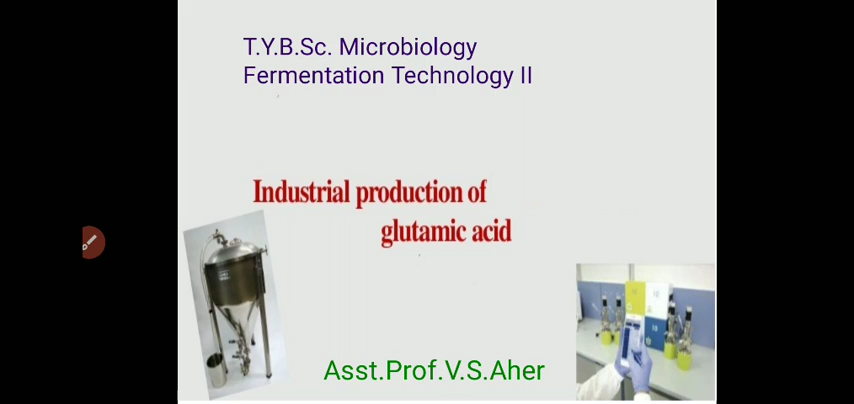 T.Y.B.Sc. Microbiology
Fermentation Technology II
Industrial production of
glutamic acid
Asst.Prof.V.S.Aher